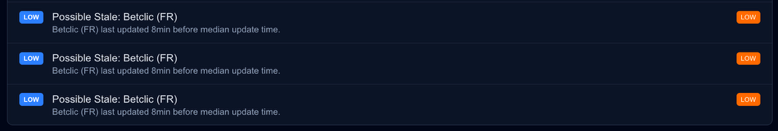 LOW Possible Stale: Betclic (FR) LOW
Betclic (FR) last updated 8min before median update time.
LOW Possible Stale: Betclic (FR) LOW
Betclic (FR) last updated 8min before median update time.
LOW Possible Stale: Betclic (FR) LOW
Betclic (FR) last updated 8min before median update time.